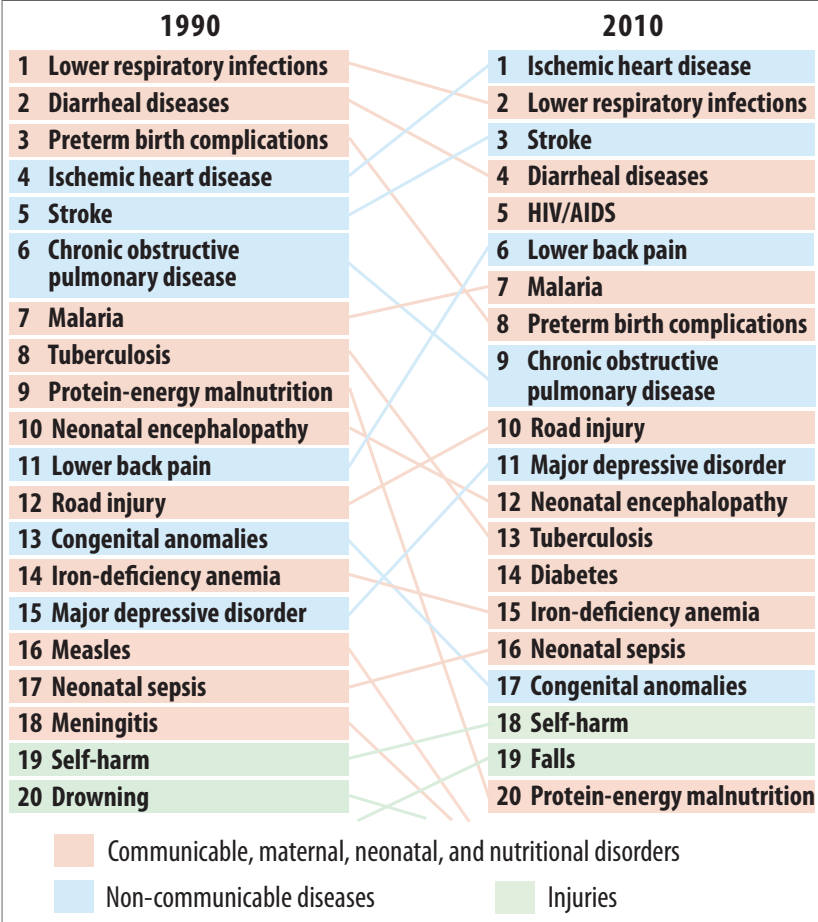 1990
1 Lower respiratory infections
2 Diarrheal diseases
3 Preterm birth complications
4 Ischemic heart disease
5 Stroke
6 Chronic obstructive
pulmonary disease
7 Malaria
8 Tuberculosis
9 Protein-energy malnutrition
10 Neonatal encephalopathy
11 Lower back pain
12 Road injury
13 Congenital anomalies
14 Iron-deficiency anemia
15 Major depressive disorder
16 Measles
17 Neonatal sepsis
18 Meningitis
19 Self-harm
20 Drowning
2010
1 Ischemic heart disease
2 Lower respiratory infections
3 Stroke
4 Diarrheal diseases
5 HIV/AIDS
6 Lower back pain
7 Malaria
8 Preterm birth complications
9 Chronic obstructive
pulmonary disease
10 Road injury
11 Major depressive disorder
12 Neonatal encephalopathy
13 Tuberculosis
14 Diabetes
15 Iron-deficiency anemia
16 Neonatal sepsis
17 Congenital anomalies
18 Self-harm
19 Falls
20 Protein-energy malnutrition
Communicable, maternal, neonatal, and nutritional disorders
Non-communicable diseases
Injuries